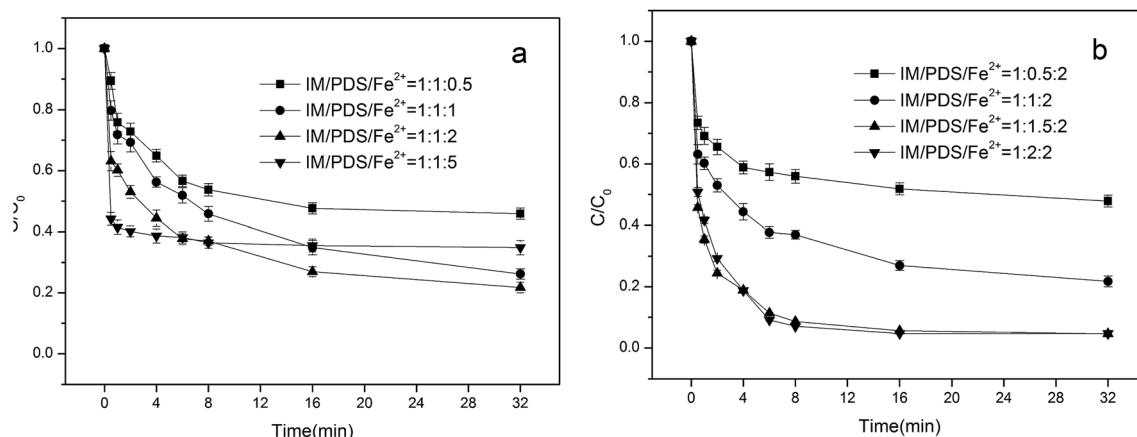 a
IM/PDS/Fe²⁺=1:1:0.5
IM/PDS/Fe²⁺=1:1:1
IM/PDS/Fe²⁺=1:1:2
IM/PDS/Fe²⁺=1:1:5
C/C₀
1.0
0.8
0.6
0.4
0.2
0.0
0 4 8 12 16 20 24 28 32
Time(min)
b
IM/PDS/Fe²⁺=1:0.5:2
IM/PDS/Fe²⁺=1:1:2
IM/PDS/Fe²⁺=1:1.5:2
IM/PDS/Fe²⁺=1:2:2
C/C₀
1.0
0.8
0.6
0.4
0.2
0.0
0 4 8 12 16 20 24 28 32
Time(min)